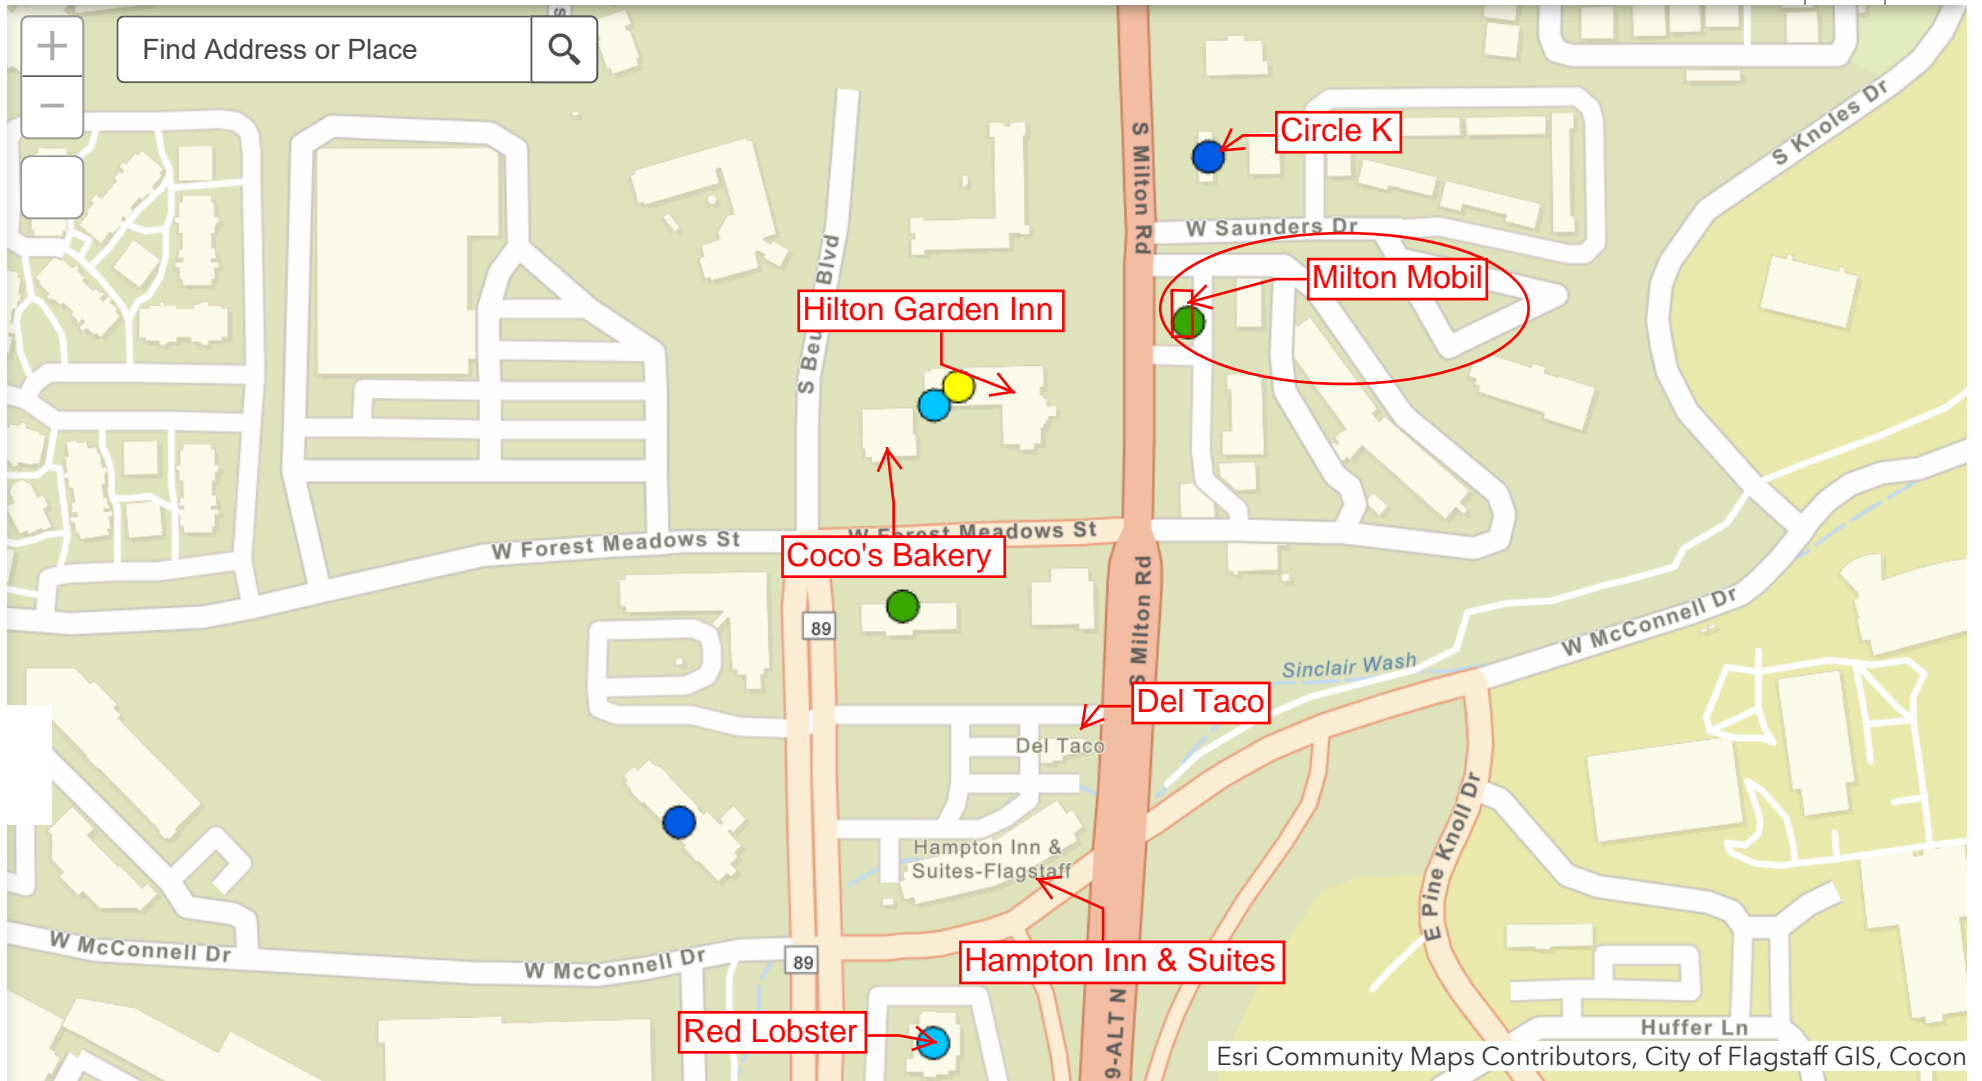 Find Address or Place
Circle K
S Milton Rd
S Knoles Dr
W Saunders Dr
S Beu
Blvd
Milton Mobil
Hilton Garden Inn
W Forest Meadows St
W Forest Meadows St
Coco's Bakery
89
S Milton Rd
W McConnell Dr
Sinclair Wash
Del Taco
Del Taco
E Pine Knoll Dr
Hampton Inn &
Suites-Flagstaff
W McConnell Dr
W McConnell Dr
89
Hampton Inn & Suites
Red Lobster
9-ALT N
Huffer Ln
Esri Community Maps Contributors, City of Flagstaff GIS, Cocon